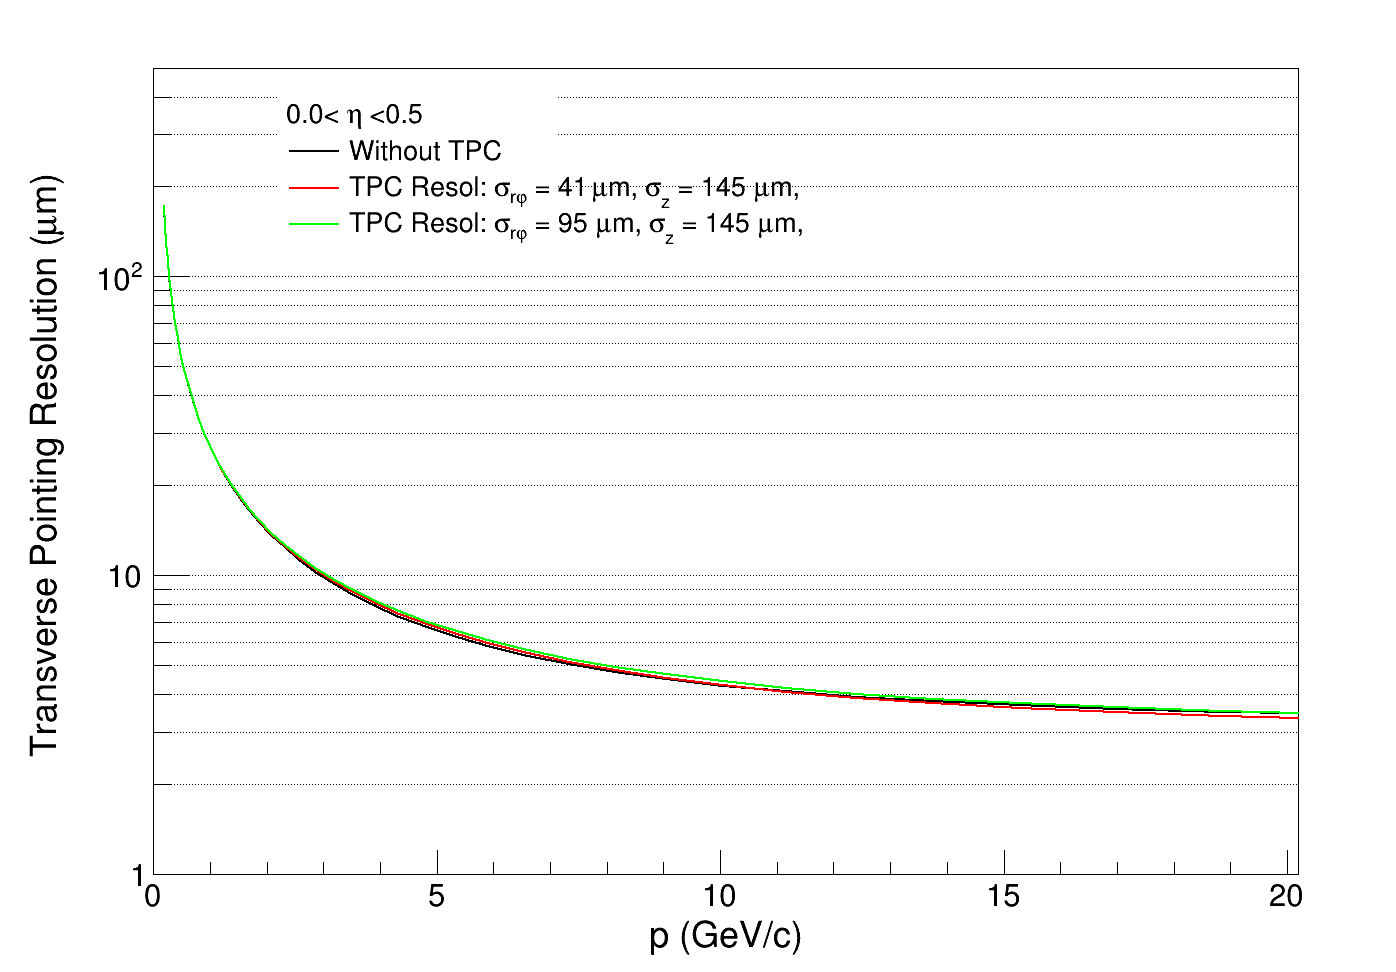 0.0< η <0.5
Without TPC
TPC Resol: σrφ = 41 μm, σz = 145 μm,
TPC Resol: σrφ = 95 μm, σz = 145 μm,
Transverse Pointing Resolution (μm)
10²
10
1
0 5 10 15 20
p (GeV/c)